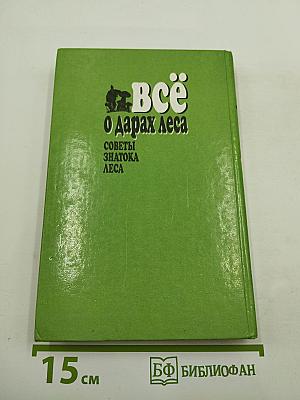 всё
о дарах леса
СОВЕТЫ
ЗНАТОКА
ЛЕСА
15 см
БФ БИБЛИОФАН